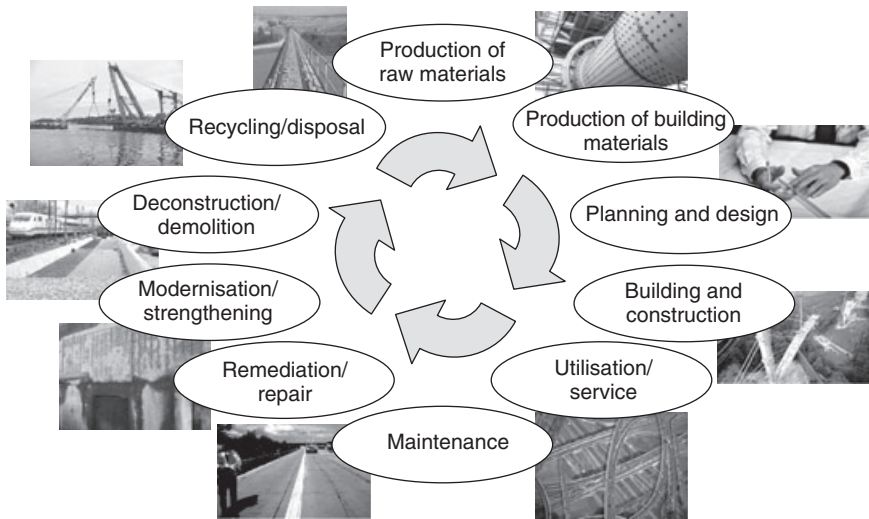 Production of
raw materials
Production of building
materials
Planning and design
Building and
construction
Utilisation/
service
Maintenance
Remediation/
repair
Modernisation/
strengthening
Deconstruction/
demolition
Recycling/disposal